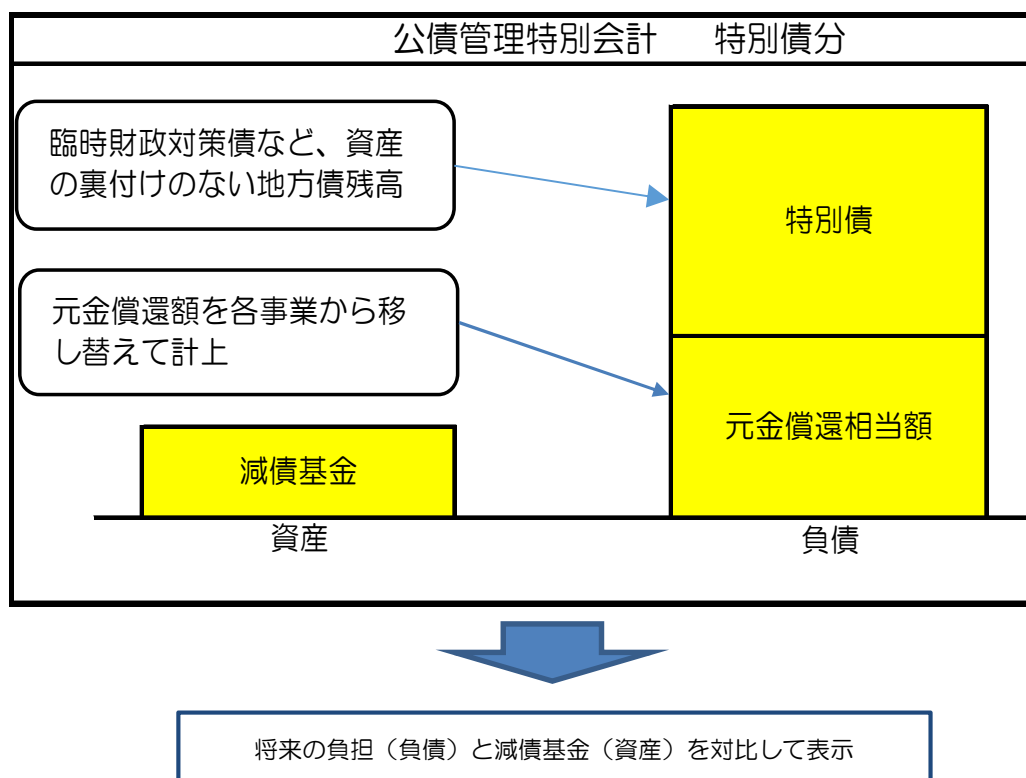 公債管理特別会計　特別債分
臨時財政対策債など、資産
の裏付けのない地方債残高
特別債
元金償還額を各事業から移
し替えて計上
元金償還相当額
減債基金
資産
負債
将来の負担（負債）と減債基金（資産）を対比して表示